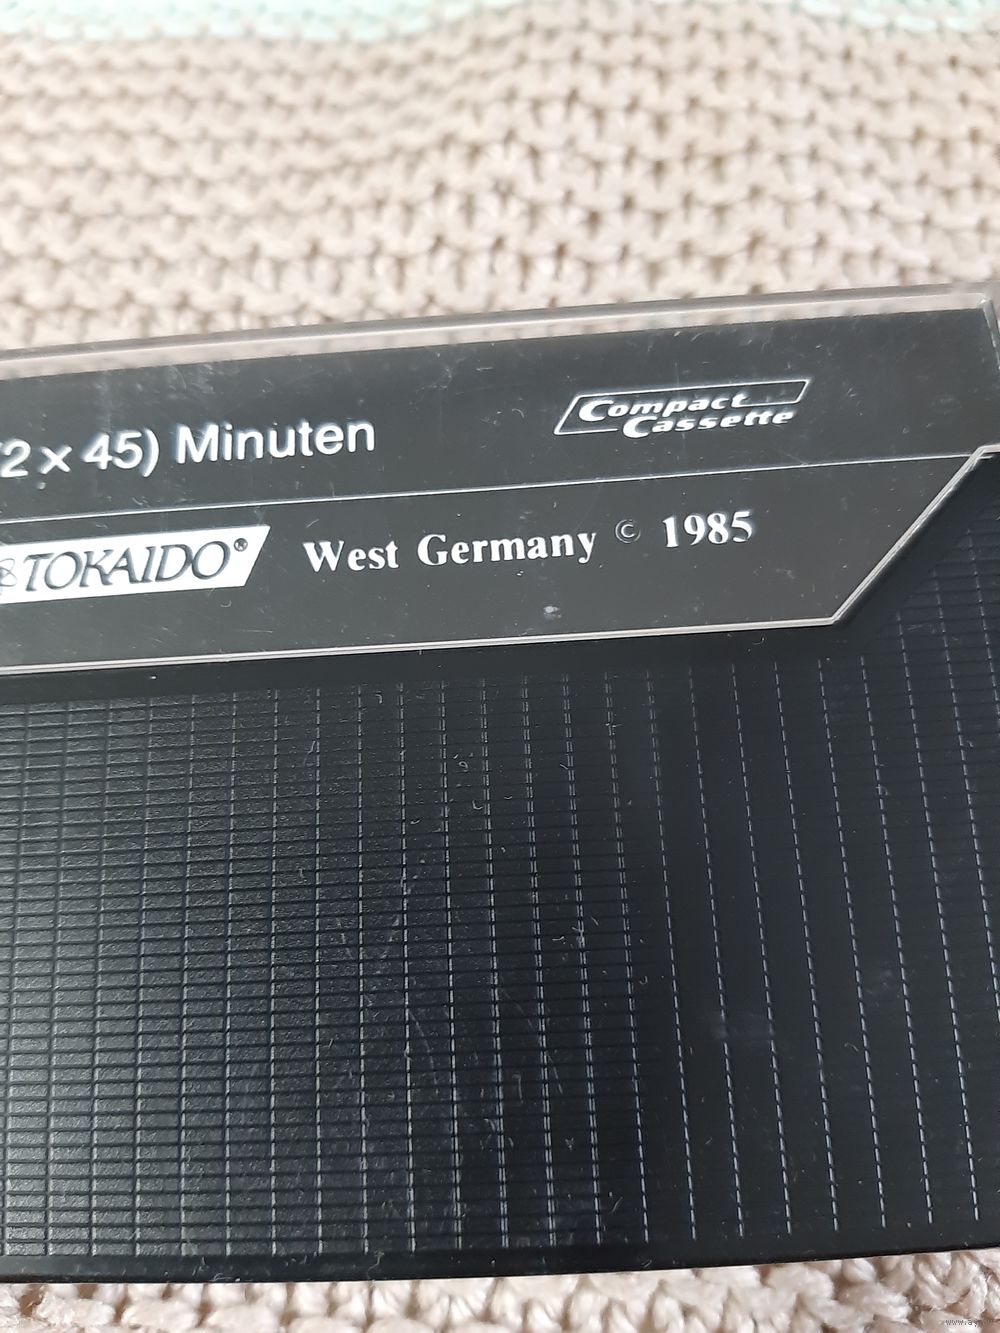 (2 x 45) Minuten
Compact
Cassette
TOKAIDO®
West Germany © 1985